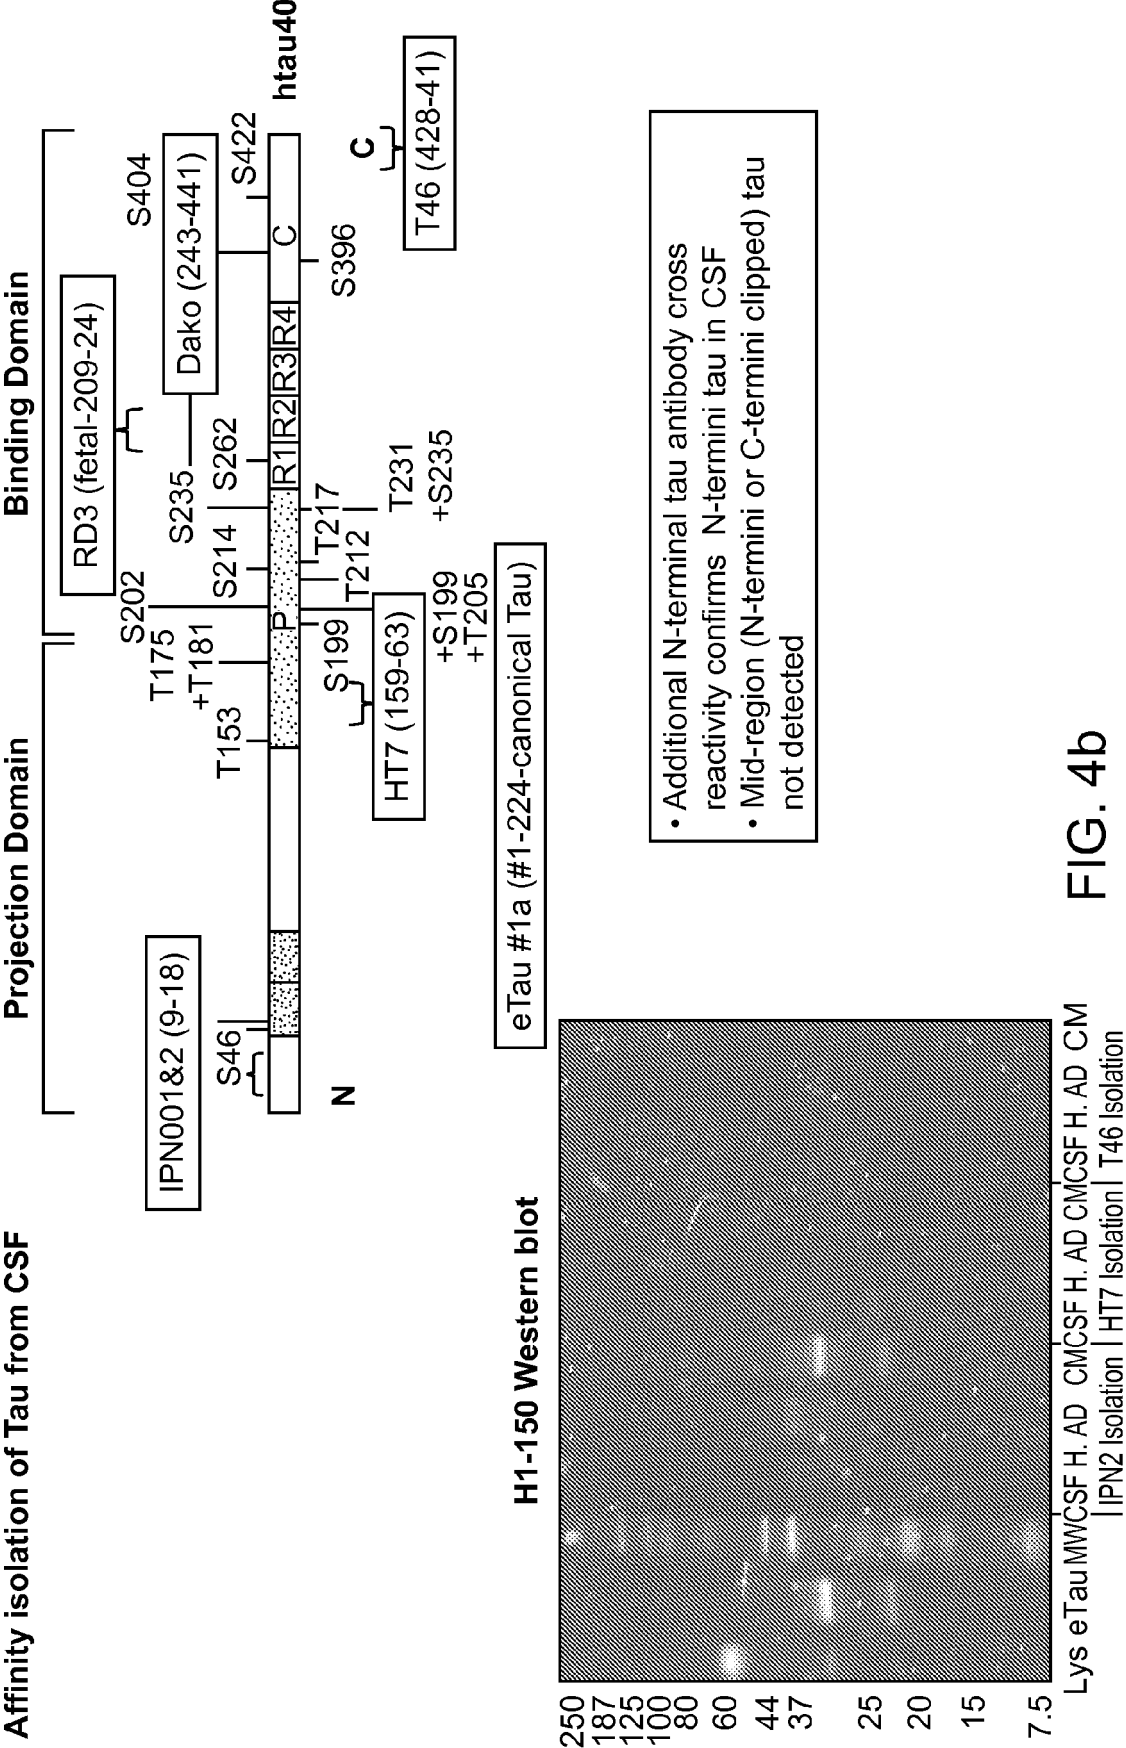 Affinity isolation of Tau from CSF
Projection Domain
Binding Domain
IPN001&2 (9-18)
RD3 (fetal-209-24)
S202
T175
+T181
T153
S214
S235
S262
Dako (243-441)
S404
S422
S46
P
R1
R2
R3
R4
C
htau40
N
S199
HT7 (159-63)
+S199
+T205
T212
T217
T231
+S235
S396
C
T46 (428-41)
eTau #1a (#1-224-canonical Tau)
H1-150 Western blot
250
187
125
100
80
60
44
37
25
20
15
7.5
Lys eTau MWCSF H. AD CMCSF H. AD CMCSF H. AD CM
IPN2 Isolation | HT7 Isolation | T46 Isolation
• Additional N-terminal tau antibody cross
reactivity confirms N-termini tau in CSF
• Mid-region (N-termini or C-termini clipped) tau
not detected
FIG. 4b